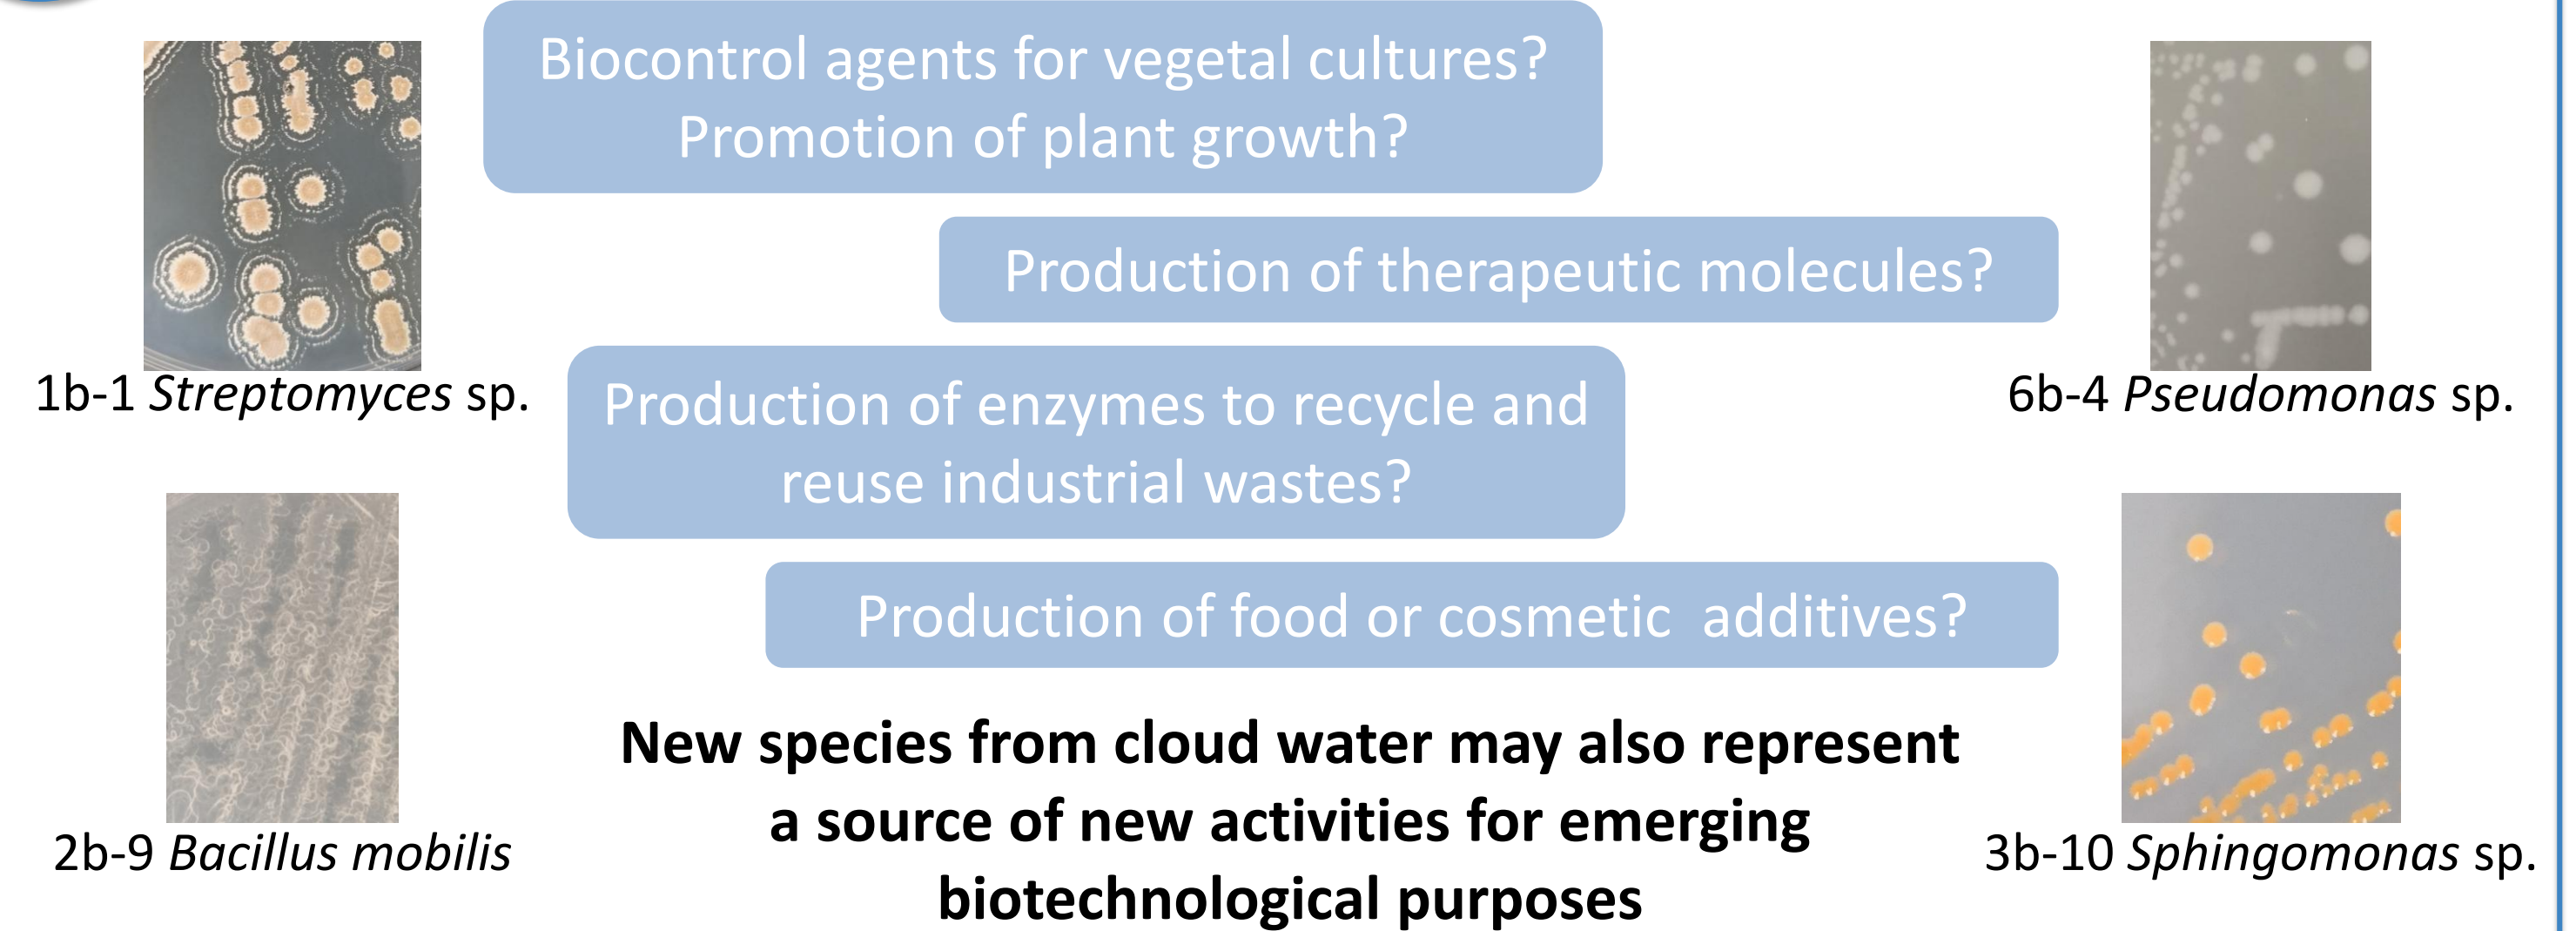 Biocontrol agents for vegetal cultures?
Promotion of plant growth?
Production of therapeutic molecules?
1b-1 Streptomyces sp.
6b-4 Pseudomonas sp.
Production of enzymes to recycle and
reuse industrial wastes?
Production of food or cosmetic  additives?
2b-9 Bacillus mobilis
3b-10 Sphingomonas sp.
New species from cloud water may also represent
a source of new activities for emerging
biotechnological purposes